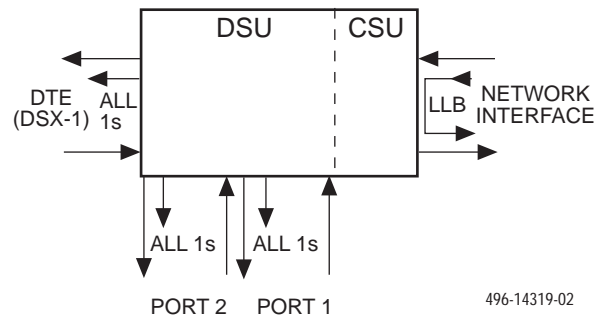 DSU
CSU
DTE
(DSX-1)
ALL
1s
LLB
NETWORK
INTERFACE
ALL 1s
ALL 1s
PORT 2
PORT 1
496-14319-02